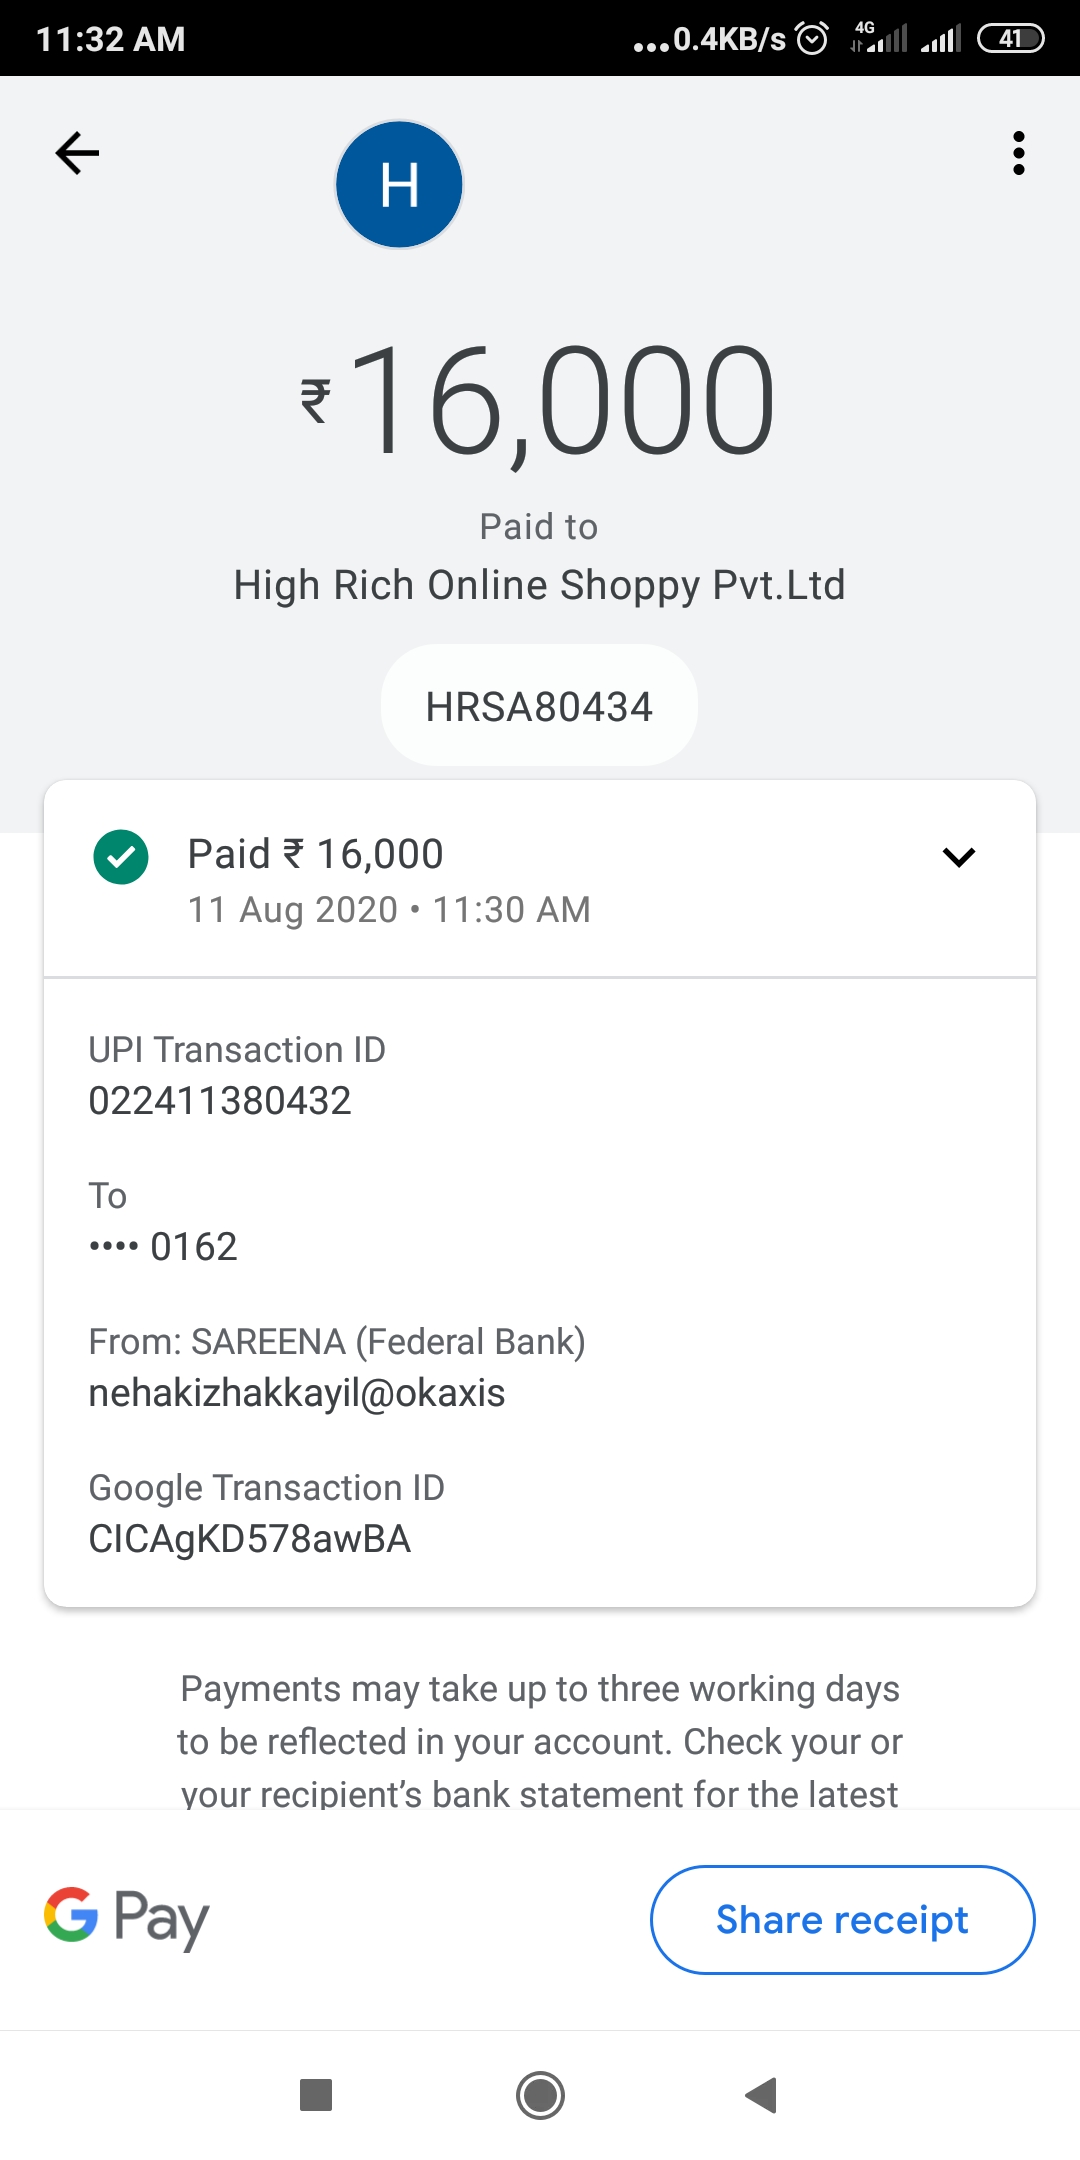 11:32 AM
...0.4KB/s 4G 41
H
₹16,000
Paid to
High Rich Online Shoppy Pvt.Ltd
HRSA80434
Paid ₹ 16,000
11 Aug 2020 • 11:30 AM
UPI Transaction ID
022411380432
To
•••• 0162
From: SAREENA (Federal Bank)
nehakizhakkayil@okaxis
Google Transaction ID
CICAgKD578awBA
Payments may take up to three working days
to be reflected in your account. Check your or
your recipient's bank statement for the latest
G Pay
Share receipt